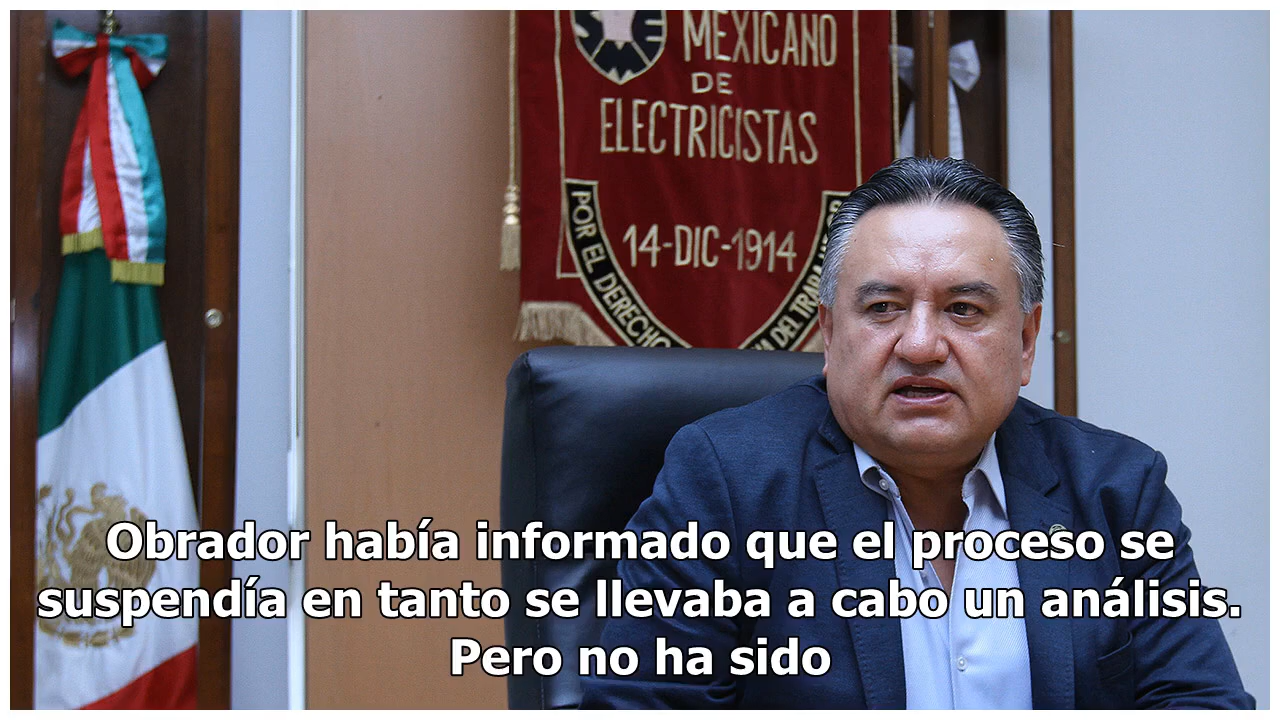 MEXICANO
DE
ELECTRICISTAS
14-DIC-1914
POR EL DERECHO
DEL
Obrador había informado que el proceso se
suspendía en tanto se llevaba a cabo un análisis.
Pero no ha sido